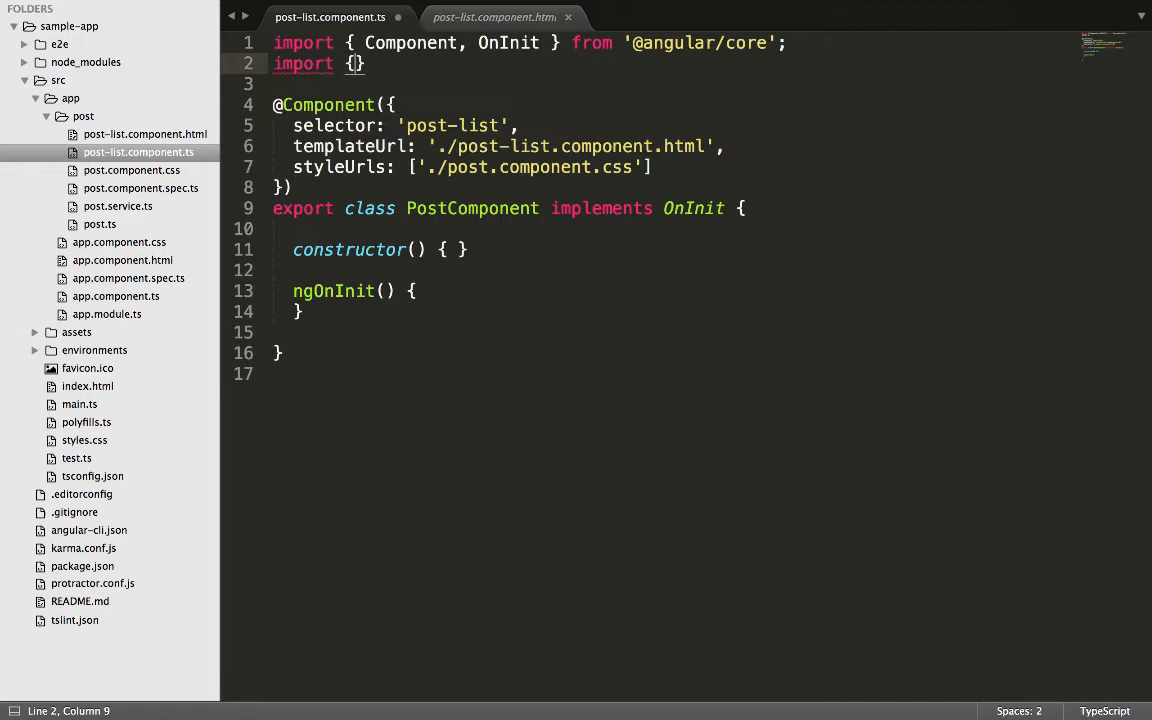 FOLDERS
sample-app
e2e
node_modules
src
app
post
post-list.component.html
post-list.component.ts
post.component.css
post.component.spec.ts
post.service.ts
post.ts
app.component.css
app.component.html
app.component.spec.ts
app.component.ts
app.module.ts
assets
environments
favicon.ico
index.html
main.ts
polyfills.ts
styles.css
test.ts
tsconfig.json
.editorconfig
.gitignore
angular-cli.json
karma.conf.js
package.json
protractor.conf.js
README.md
tslint.json
post-list.component.ts
post-list.component.html
1 import { Component, OnInit } from '@angular/core';
2 import {}
3
4 @Component({
5 selector: 'post-list',
6 templateUrl: './post-list.component.html',
7 styleUrls: ['./post.component.css']
8 })
9 export class PostComponent implements OnInit {
10
11 constructor() { }
12
13 ngOnInit() {
14 }
15
16 }
17
Line 2, Column 9
Spaces: 2
TypeScript